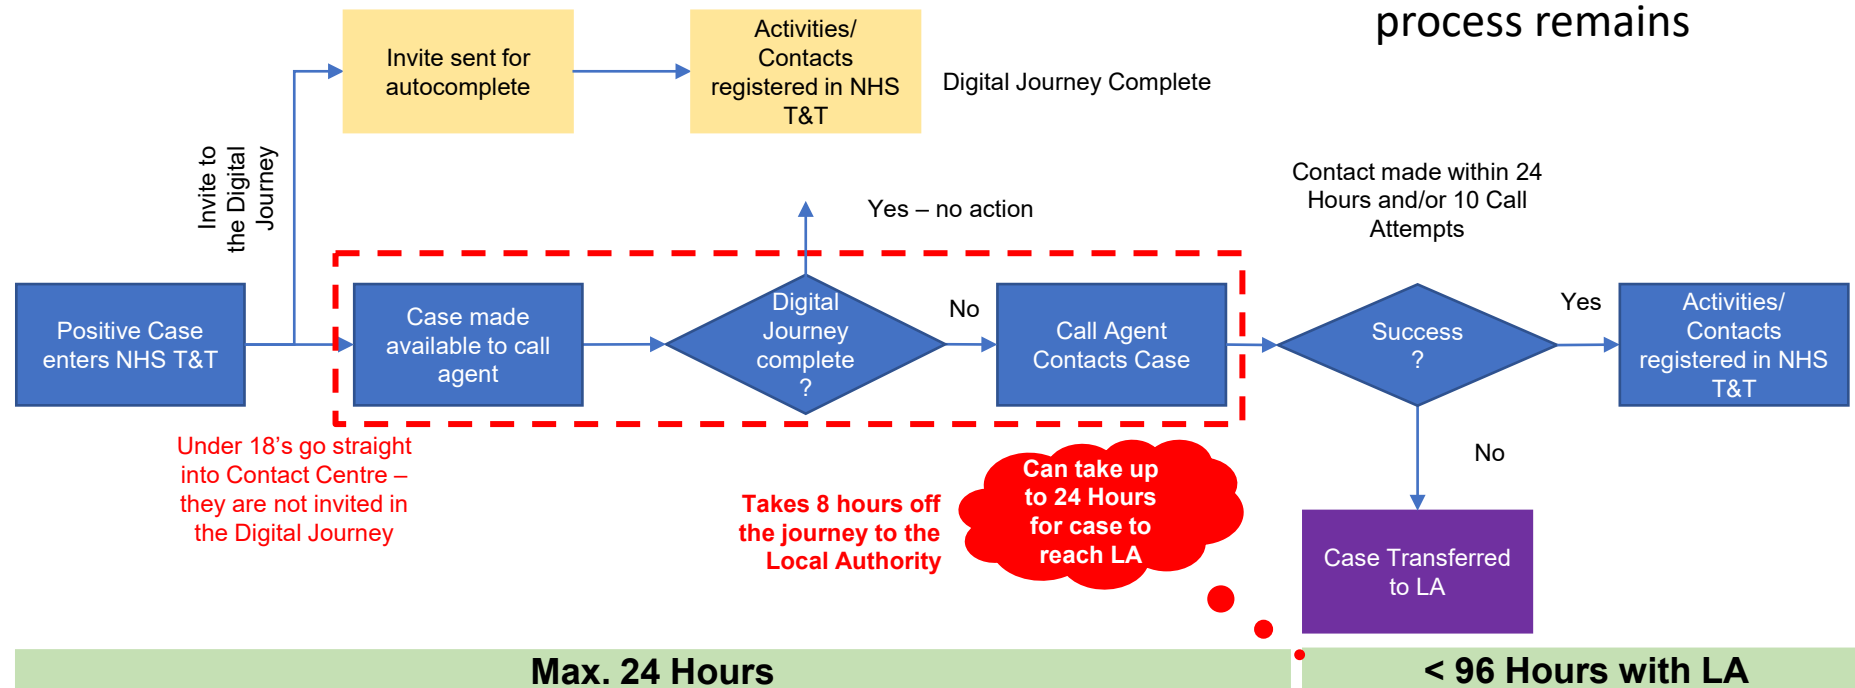 process remains
Invite sent for
autocomplete
Activities/
Contacts
registered in NHS
T&T
Digital Journey Complete
Invite to
the Digital
Journey
Yes – no action
Contact made within 24
Hours and/or 10 Call
Attempts
Positive Case
enters NHS T&T
Case made
available to call
agent
Digital
Journey
complete
?
No
Call Agent
Contacts Case
Success
?
Yes
Activities/
Contacts
registered in NHS
T&T
Under 18’s go straight
into Contact Centre –
they are not invited in
the Digital Journey
Takes 8 hours off
the journey to the
Local Authority
Can take up
to 24 Hours
for case to
reach LA
No
Case Transferred
to LA
Max. 24 Hours
< 96 Hours with LA